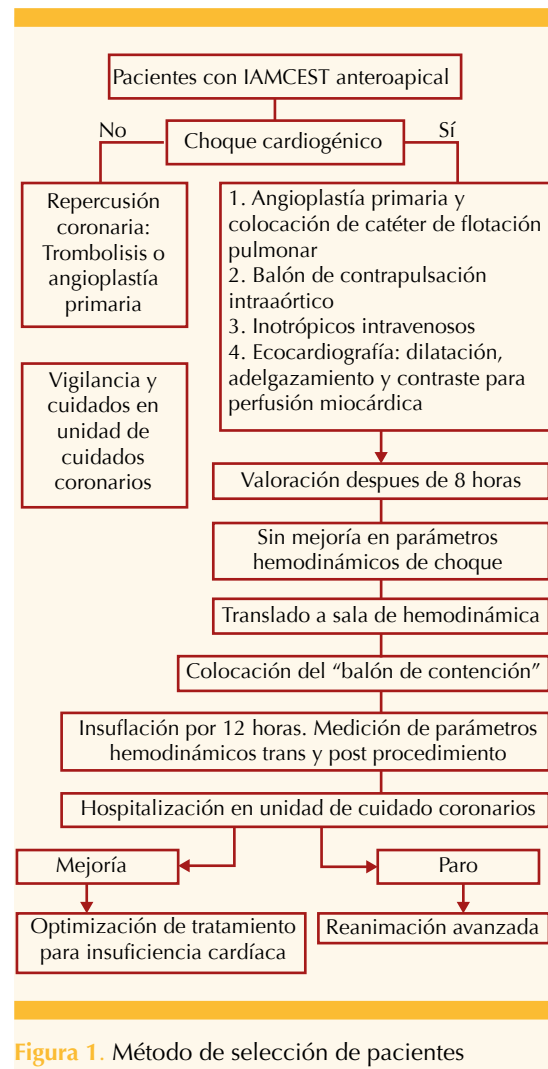 Pacientes con IAMCEST anteroapical
No
Choque cardiogénico
Sí
Repercusión
coronaria:
Trombolisis o
angioplastía
primaria
Vigilancia y
cuidados en
unidad de
cuidados
coronarios
1. Angioplastía primaria y
colocación de catéter de flotación
pulmonar
2. Balón de contrapulsación
intraaórtico
3. Inotrópicos intravenosos
4. Ecocardiografía: dilatación,
adelgazamiento y contraste para
perfusión miocárdica
Valoración despues de 8 horas
Sin mejoría en parámetros
hemodinámicos de choque
Translado a sala de hemodinámica
Colocación del “balón de contención”
Insuflación por 12 horas. Medición de parámetros
hemodinámicos trans y post procedimiento
Hospitalización en unidad de cuidado coronarios
Mejoría
Paro
Optimización de tratamiento
para insuficiencia cardíaca
Reanimación avanzada
Figura 1. Método de selección de pacientes